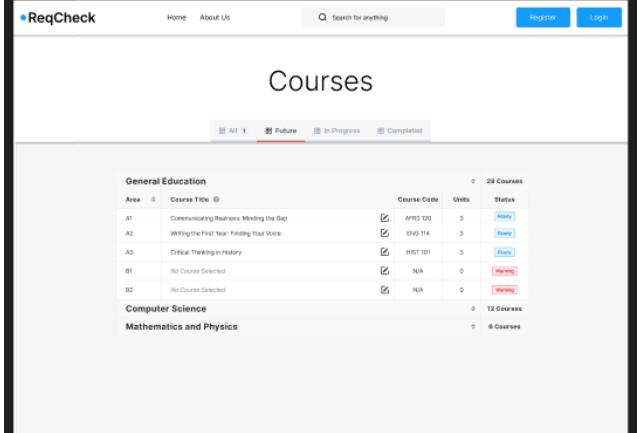 ReqCheck Home About Us Search for anything Register Login
Courses
All 1 Future In Progress Completed
General Education 28 Courses
Area Course Title Course Code Units Status
A1 Communicating Realness: Minding the Gap AFRS 120 3 Ready
A2 Writing the First Year: Finding Your Voice ENG 114 3 Ready
A3 Critical Thinking in History HIST 101 3 Ready
B1 No Course Selected N/A 0 Warning
B2 No Course Selected N/A 0 Warning
Computer Science 12 Courses
Mathematics and Physics 6 Courses